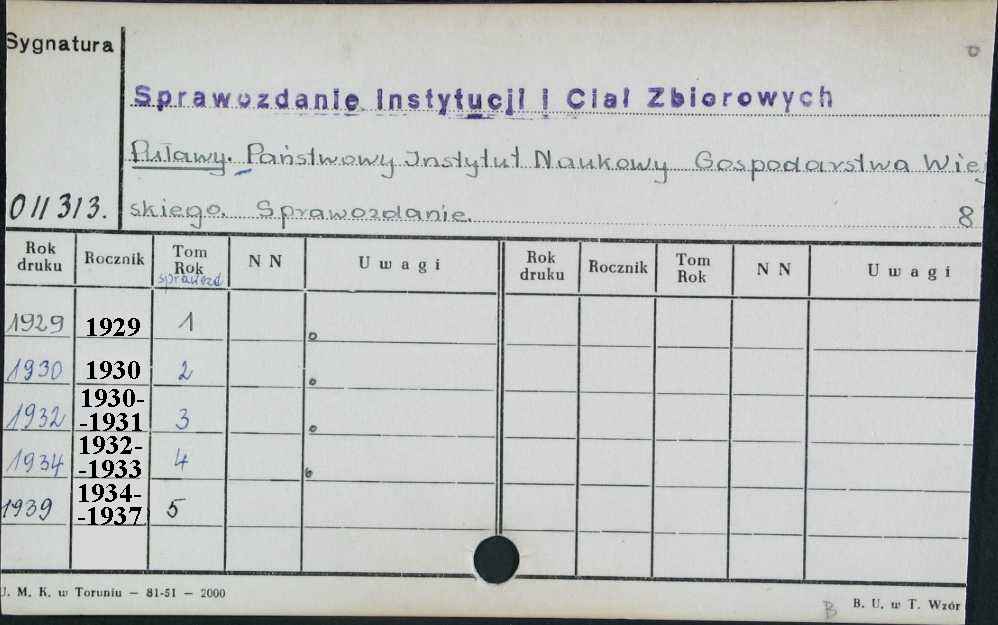 Sygnatura
Sprawozdanie Instytucji i Ciał Zbiorowych
Puławy. Państwowy Instytut Naukowy Gospodarstwa Wiej
011313. skiego. Sprawozdanie. 8
Rok druku Rocznik Tom Rok sprawozd N N Uwagi Rok druku Rocznik Tom Rok N N Uwagi
1929 1929 1
1930 1930 2
1932 1930-
-1931 3
1934 1932-
-1933 4
1939 1934-
-1937 5
U. M. K. w Toruniu — 81-51 — 2000
B B. U. w T. Wzór